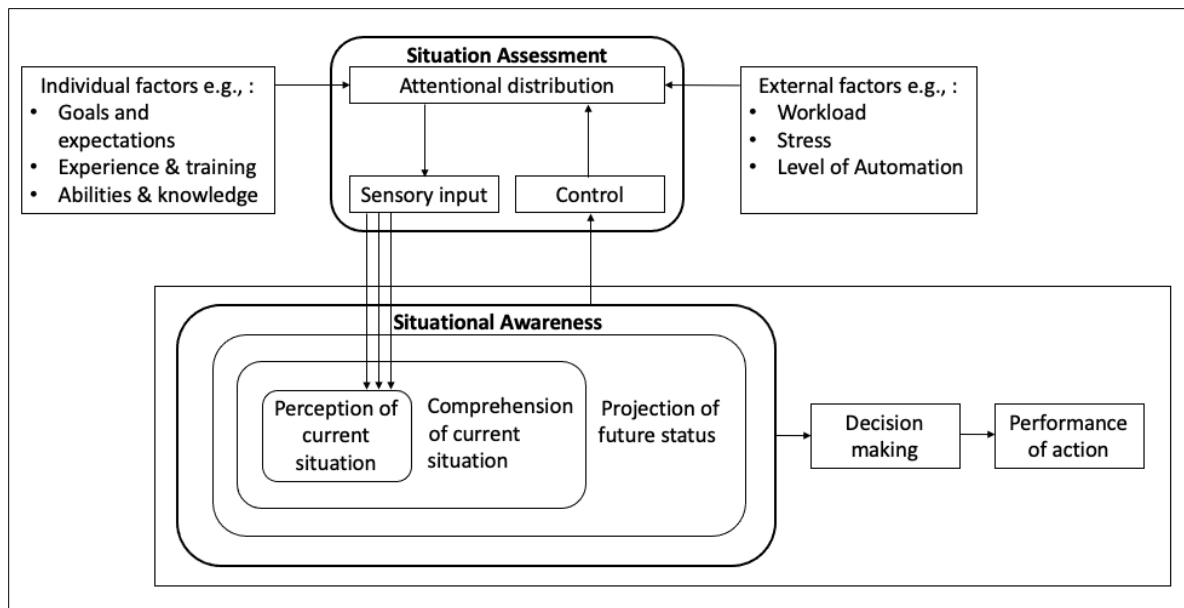 Situation Assessment
Attentional distribution
Individual factors e.g., :
• Goals and
expectations
• Experience & training
• Abilities & knowledge
External factors e.g., :
• Workload
• Stress
• Level of Automation
Sensory input
Control
Situational Awareness
Perception of
current
situation
Comprehension
of current
situation
Projection of
future status
Decision
making
Performance
of action